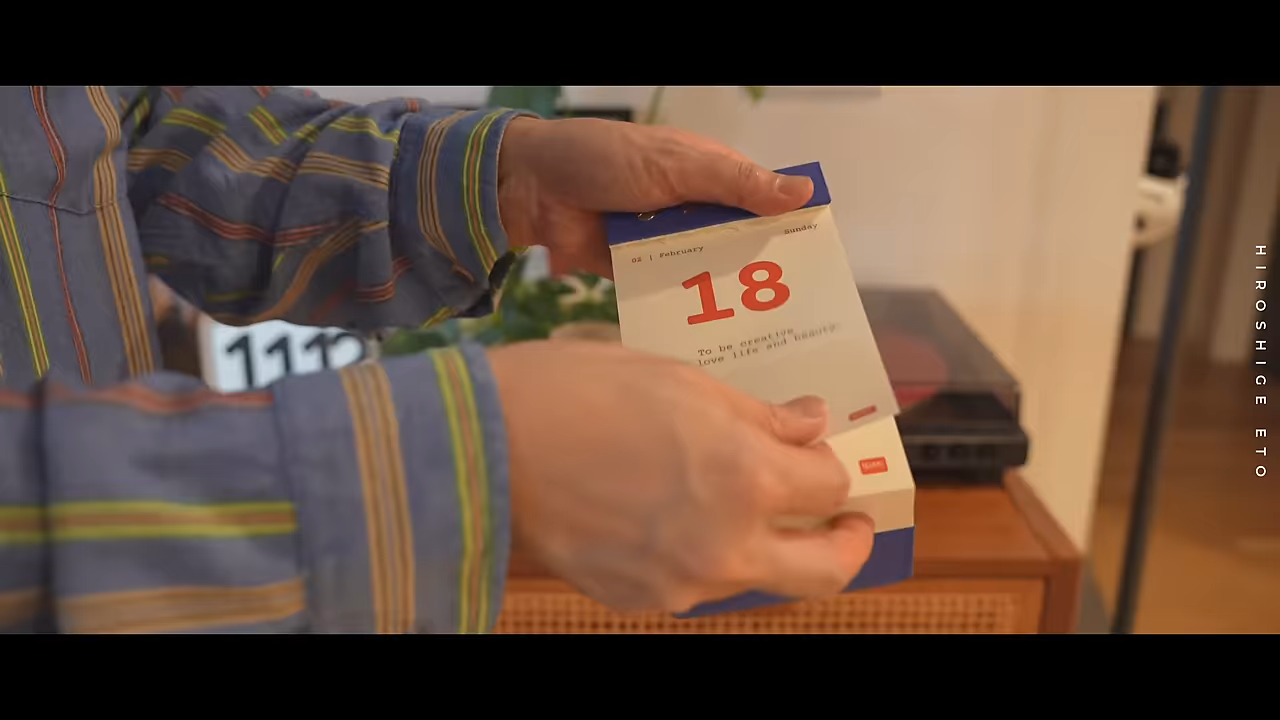 02 | February
Sunday
18
To be creative
love life and beauty
1112
HIROSHIGE ETO